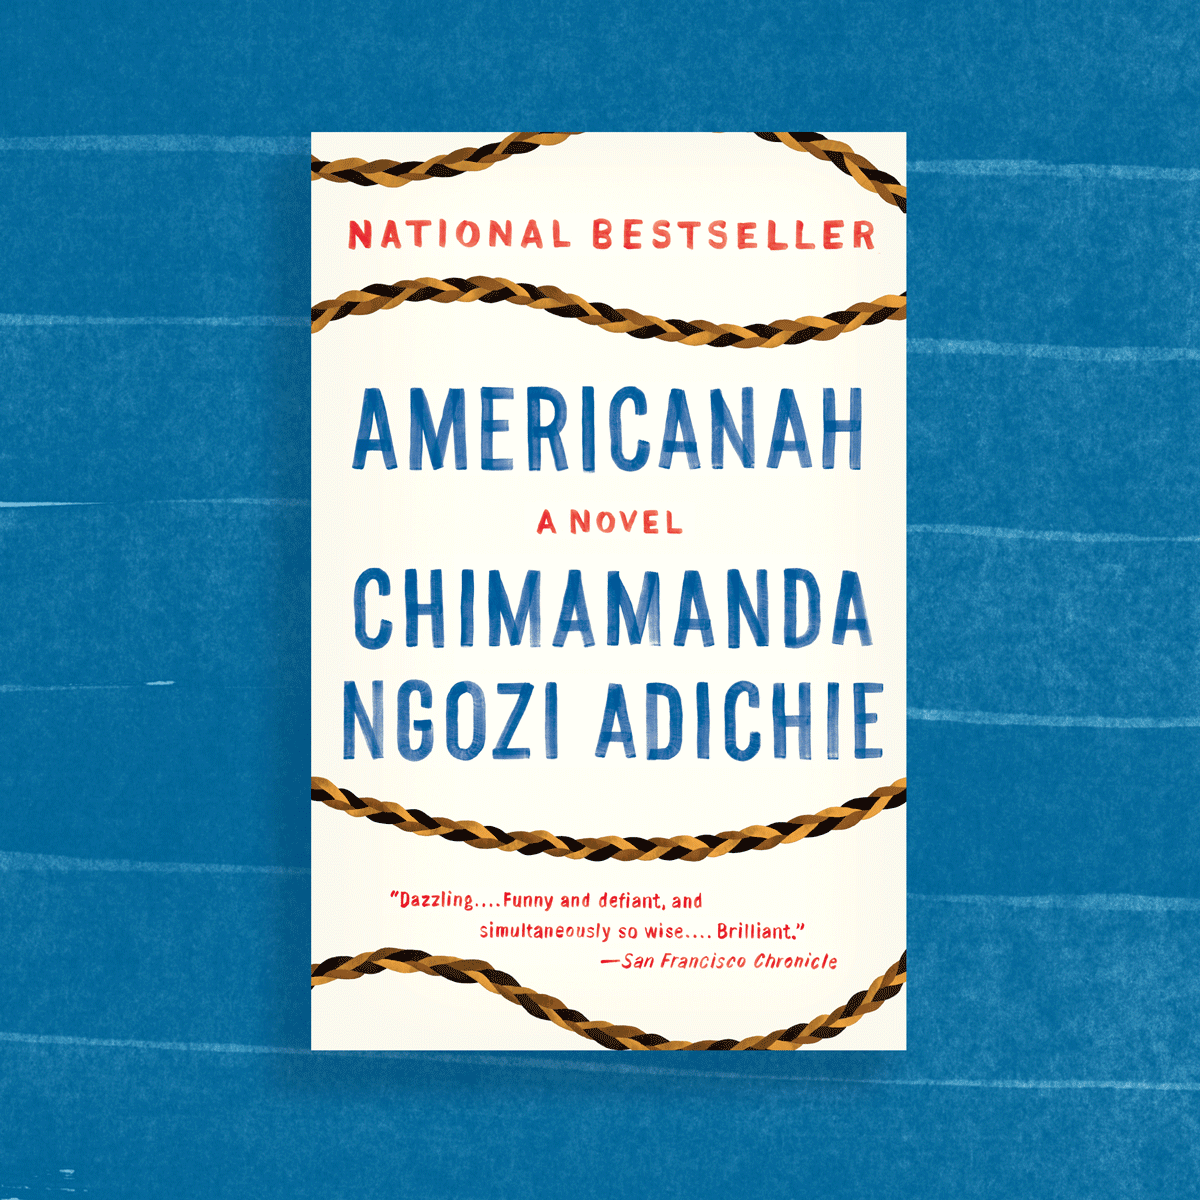 NATIONAL BESTSELLER
AMERICANAH
A NOVEL
CHIMAMANDA
NGOZI ADICHIE
“Dazzling....Funny and defiant, and
simultaneously so wise.... Brilliant.”
—San Francisco Chronicle